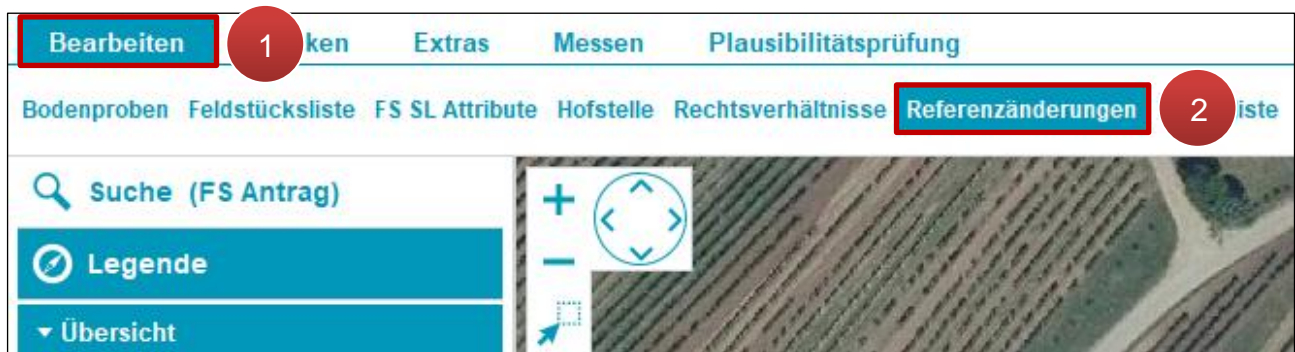 Bearbeiten 1 ken Extras Messen Plausibilitätsprüfung
Bodenproben Feldstücksliste FS SL Attribute Hofstelle Rechtsverhältnisse Referenzänderungen 2 iste
Suche (FS Antrag)
Legende
Übersicht